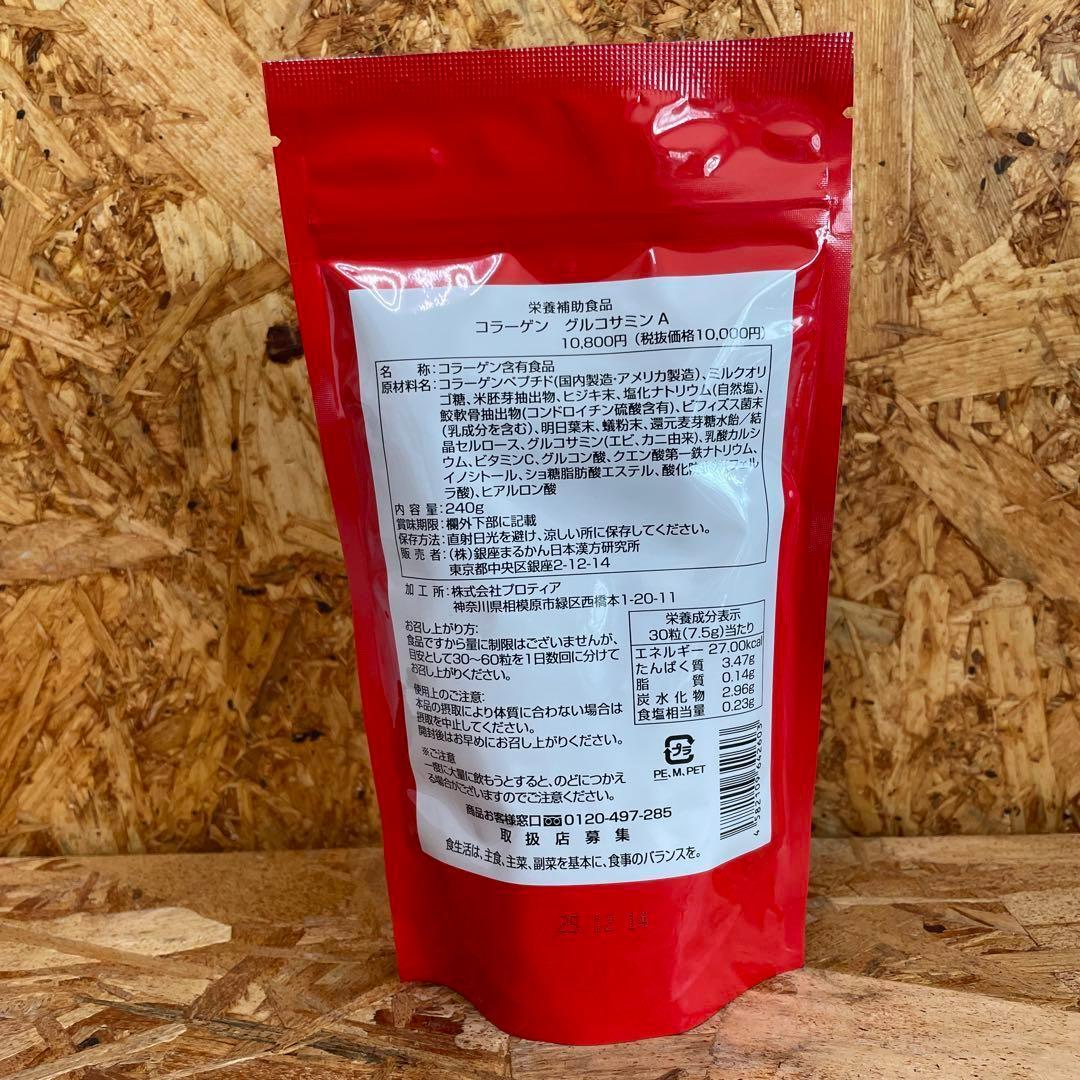 栄養補助食品
コラーゲン グルコサミンA
10,800円(税抜価格10,000円)
名 称:コラーゲン含有食品
原材料名:コラーゲンペプチド(国内製造・アメリカ製造)、ミルクオリ
ゴ糖、米胚芽抽出物、ヒジキ末、塩化ナトリウム(自然塩)、
鮫軟骨抽出物(コンドロイチン硫酸含有)、ビフィズス菌末
(乳成分を含む)、明日葉末、蟻粉末、還元麦芽糖水飴/結
晶セルロース、グルコサミン(エビ、カニ由来)、乳酸カルシ
ウム、ビタミンC、グルコン酸、クエン酸第一鉄ナトリウム、
イノシトール、ショ糖脂肪酸エステル、酸化
ラ酸)、ヒアルロン酸
内容量:240g
賞味期限:欄外下部に記載
保存方法:直射日光を避け、涼しい所に保存してください。
販売者:(株)銀座まるかん日本漢方研究所
東京都中央区銀座2-12-14
加工所:株式会社プロティア
神奈川県相模原市緑区西橋本1-20-11
お召し上がり方:
食品ですから量に制限はございませんが、
目安として30〜60粒を1日数回に分けて
お召し上がりください。
使用上のご注意:
本品の摂取により体質に合わない場合は
摂取を中止してください。
開封後はお早めにお召し上がりください。
※ご注意
一度に大量に飲もうとすると、のどにつかえ
る場合がございますのでご注意ください。
栄養成分表示
30粒(7.5g)当たり
エネルギー 27.00kcal
たんぱく質 3.47g
脂質 0.14g
炭水化物 2.96g
食塩相当量 0.23g
プラ
PE、M、PET
4582109642603
商品お客様窓口 0120-497-285
取扱店募集
食生活は、主食、主菜、副菜を基本に、食事のバランスを。
25.12.14